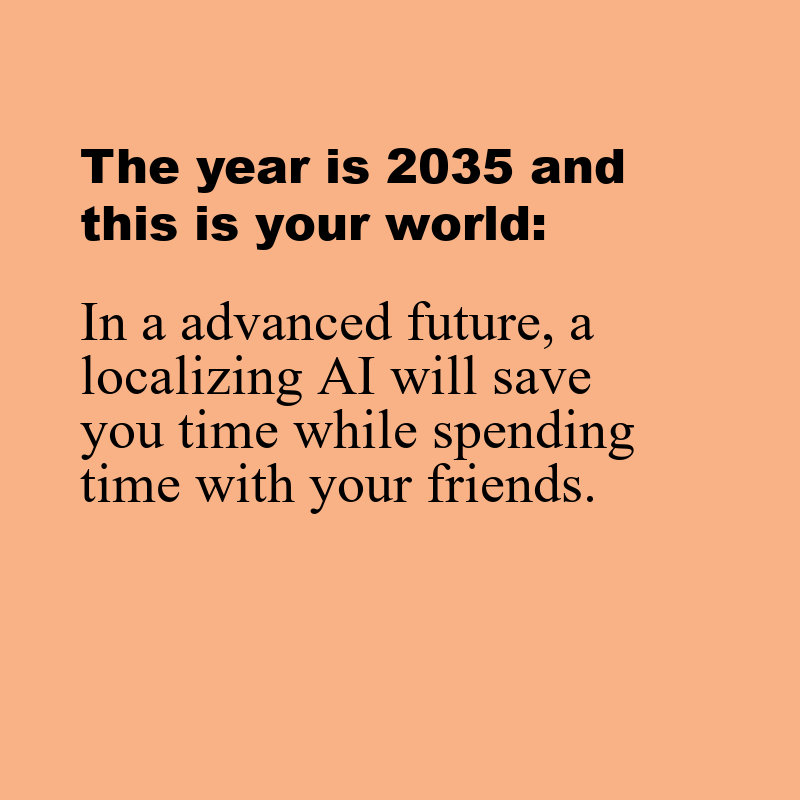 The year is 2035 and
this is your world:
In a advanced future, a
localizing AI will save
you time while spending
time with your friends.